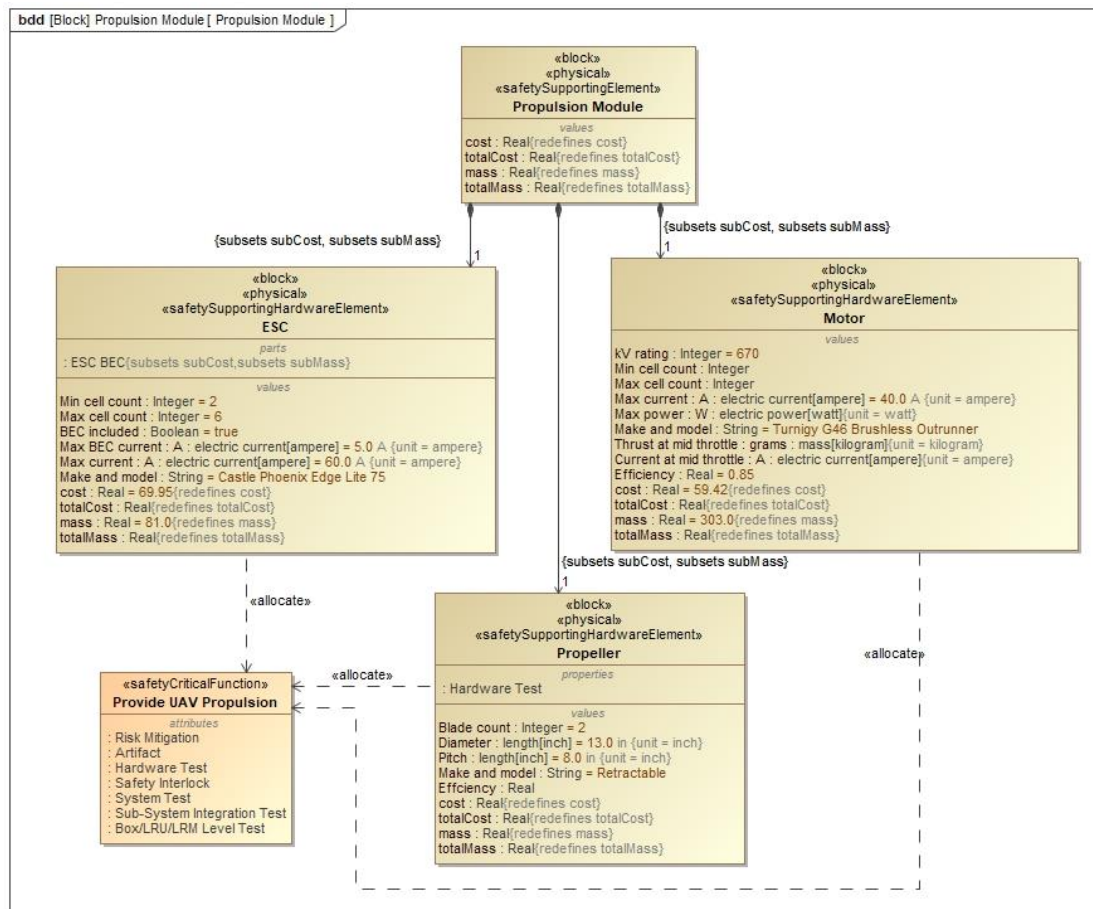 bdd [Block] Propulsion Module [ Propulsion Module ]
«block»
«physical»
«safetySupportingElement»
Propulsion Module
values
cost : Real{redefines cost}
totalCost : Real{redefines totalCost}
mass : Real{redefines mass}
totalMass : Real{redefines totalMass}
{subsets subCost, subsets subMass}
1
{subsets subCost, subsets subMass}
1
«block»
«physical»
«safetySupportingHardwareElement»
ESC
parts
: ESC BEC{subsets subCost,subsets subMass}
values
Min cell count : Integer = 2
Max cell count : Integer = 6
BEC included : Boolean = true
Max BEC current : A : electric current[ampere] = 5.0 A {unit = ampere}
Max current : A : electric current[ampere] = 60.0 A {unit = ampere}
Make and model : String = Castle Phoenix Edge Lite 75
cost : Real = 69.95{redefines cost}
totalCost : Real{redefines totalCost}
mass : Real = 81.0{redefines mass}
totalMass : Real{redefines totalMass}
«block»
«physical»
«safetySupportingHardwareElement»
Motor
values
kV rating : Integer = 670
Min cell count : Integer
Max cell count : Integer
Max current : A : electric current[ampere] = 40.0 A {unit = ampere}
Max power : W : electric power[watt]{unit = watt}
Make and model : String = Turnigy G46 Brushless Outrunner
Thrust at mid throttle : grams : mass[kilogram]{unit = kilogram}
Current at mid throttle : A : electric current[ampere]{unit = ampere}
Efficiency : Real = 0.85
cost : Real = 59.42{redefines cost}
totalCost : Real{redefines totalCost}
mass : Real = 303.0{redefines mass}
totalMass : Real{redefines totalMass}
{subsets subCost, subsets subMass}
1
«allocate»
«block»
«physical»
«safetySupportingHardwareElement»
Propeller
properties
: Hardware Test
values
Blade count : Integer = 2
Diameter : length[inch] = 13.0 in {unit = inch}
Pitch : length[inch] = 8.0 in {unit = inch}
Make and model : String = Retractable
Effciency : Real
cost : Real{redefines cost}
totalCost : Real{redefines totalCost}
mass : Real{redefines mass}
totalMass : Real{redefines totalMass}
«allocate»
«allocate»
«safetyCriticalFunction»
Provide UAV Propulsion
attributes
: Risk Mitigation
: Artifact
: Hardware Test
: Safety Interlock
: System Test
: Sub-System Integration Test
: Box/LRU/LRM Level Test